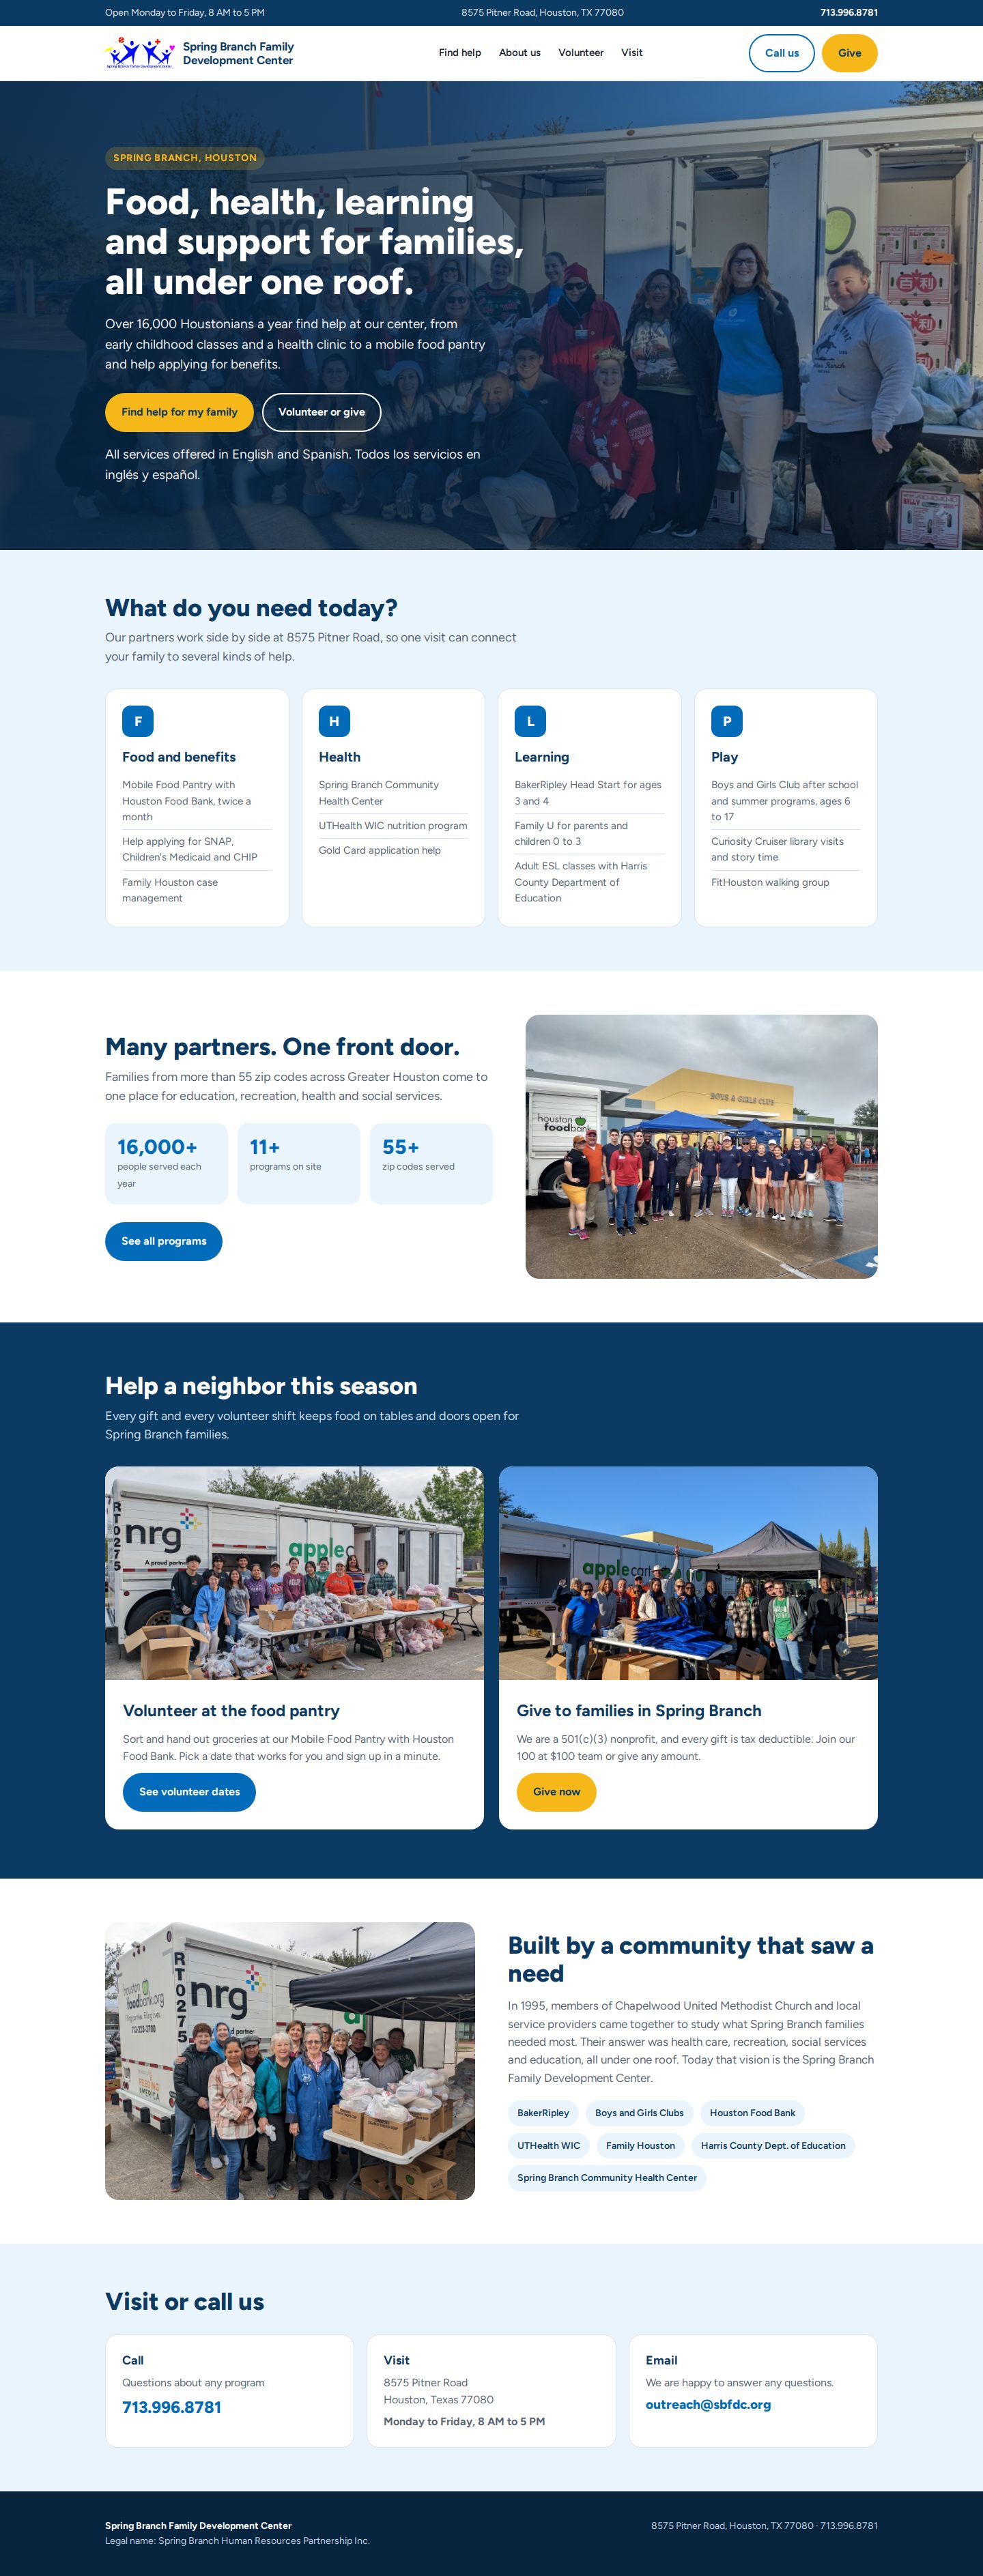 Open Monday to Friday, 8 AM to 5 PM
8575 Pitner Road, Houston, TX 77080
713.996.8781
Spring Branch Family
Development Center
Find help
About us
Volunteer
Visit
Call us
Give
SPRING BRANCH, HOUSTON
Food, health, learning
and support for families,
all under one roof.
Over 16,000 Houstonians a year find help at our center, from
early childhood classes and a health clinic to a mobile food pantry
and help applying for benefits.
Find help for my family
Volunteer or give
All services offered in English and Spanish. Todos los servicios en
inglés y español.
What do you need today?
Our partners work side by side at 8575 Pitner Road, so one visit can connect
your family to several kinds of help.
F
Food and benefits
Mobile Food Pantry with
Houston Food Bank, twice a
month
Help applying for SNAP,
Children's Medicaid and CHIP
Family Houston case
management
H
Health
Spring Branch Community
Health Center
UTHealth WIC nutrition program
Gold Card application help
L
Learning
BakerRipley Head Start for ages
3 and 4
Family U for parents and
children 0 to 3
Adult ESL classes with Harris
County Department of
Education
P
Play
Boys and Girls Club after school
and summer programs, ages 6
to 17
Curiosity Cruiser library visits
and story time
FitHouston walking group
Many partners. One front door.
Families from more than 55 zip codes across Greater Houston come to
one place for education, recreation, health and social services.
16,000+
people served each
year
11+
programs on site
55+
zip codes served
See all programs
BOYS & GIRLS CLUB
houston
foodbank
Help a neighbor this season
Every gift and every volunteer shift keeps food on tables and doors open for
Spring Branch families.
RT0275
nrg
A proud partner
applec
applecart
Volunteer at the food pantry
Sort and hand out groceries at our Mobile Food Pantry with Houston
Food Bank. Pick a date that works for you and sign up in a minute.
See volunteer dates
Give to families in Spring Branch
We are a 501(c)(3) nonprofit, and every gift is tax deductible. Join our
100 at $100 team or give any amount.
Give now
RT0275
nrg
houston
foodbank.org
FEEDING
AMERICA
Built by a community that saw a
need
In 1995, members of Chapelwood United Methodist Church and local
service providers came together to study what Spring Branch families
needed most. Their answer was health care, recreation, social services
and education, all under one roof. Today that vision is the Spring Branch
Family Development Center.
BakerRipley
Boys and Girls Clubs
Houston Food Bank
UTHealth WIC
Family Houston
Harris County Dept. of Education
Spring Branch Community Health Center
Visit or call us
Call
Questions about any program
713.996.8781
Visit
8575 Pitner Road
Houston, Texas 77080
Monday to Friday, 8 AM to 5 PM
Email
We are happy to answer any questions.
outreach@sbfdc.org
Spring Branch Family Development Center
Legal name: Spring Branch Human Resources Partnership Inc.
8575 Pitner Road, Houston, TX 77080 · 713.996.8781